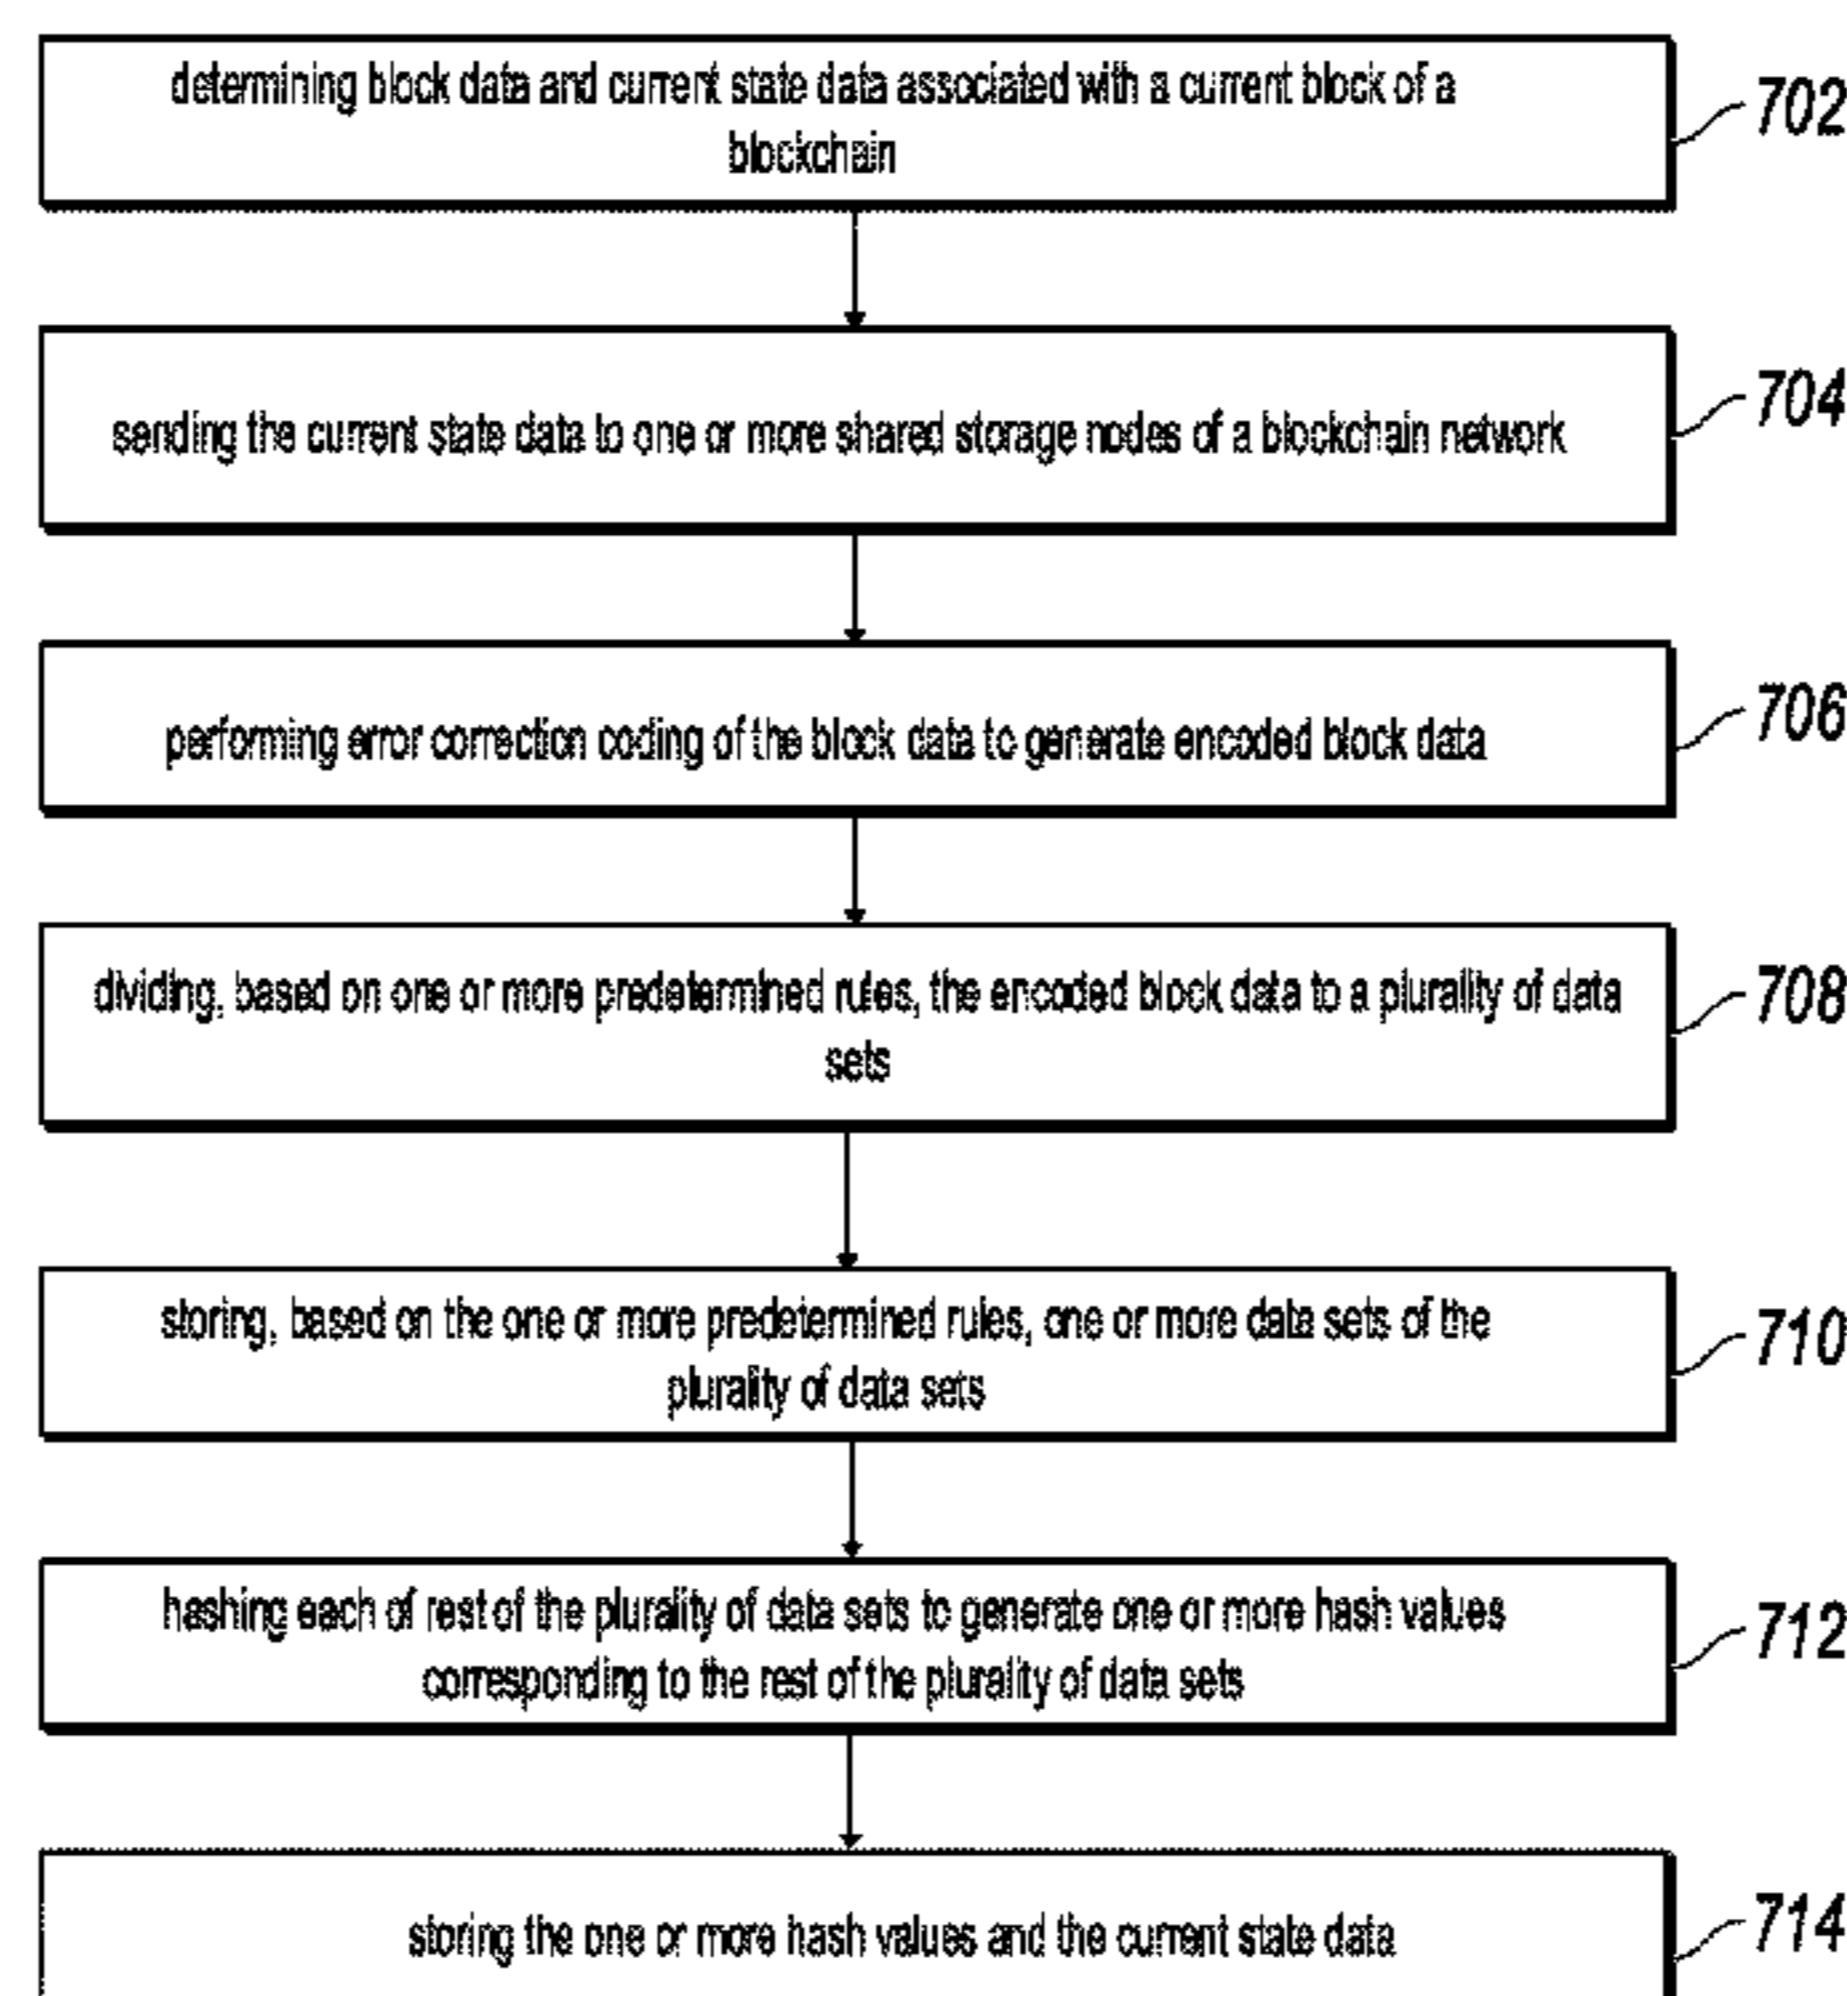 determining block data and current state data associated with a current block of a
blockchain
702
sending the current state data to one or more shared storage nodes of a blockchain network
704
performing error correction coding of the block data to generate encoded block data
706
dividing, based on one or more predetermined rules, the encoded block data to a plurality of data
sets
708
storing, based on the one or more predetermined rules, one or more data sets of the
plurality of data sets
710
hashing each of rest of the plurality of data sets to generate one or more hash values
corresponding to the rest of the plurality of data sets
712
storing the one or more hash values and the current state data
714